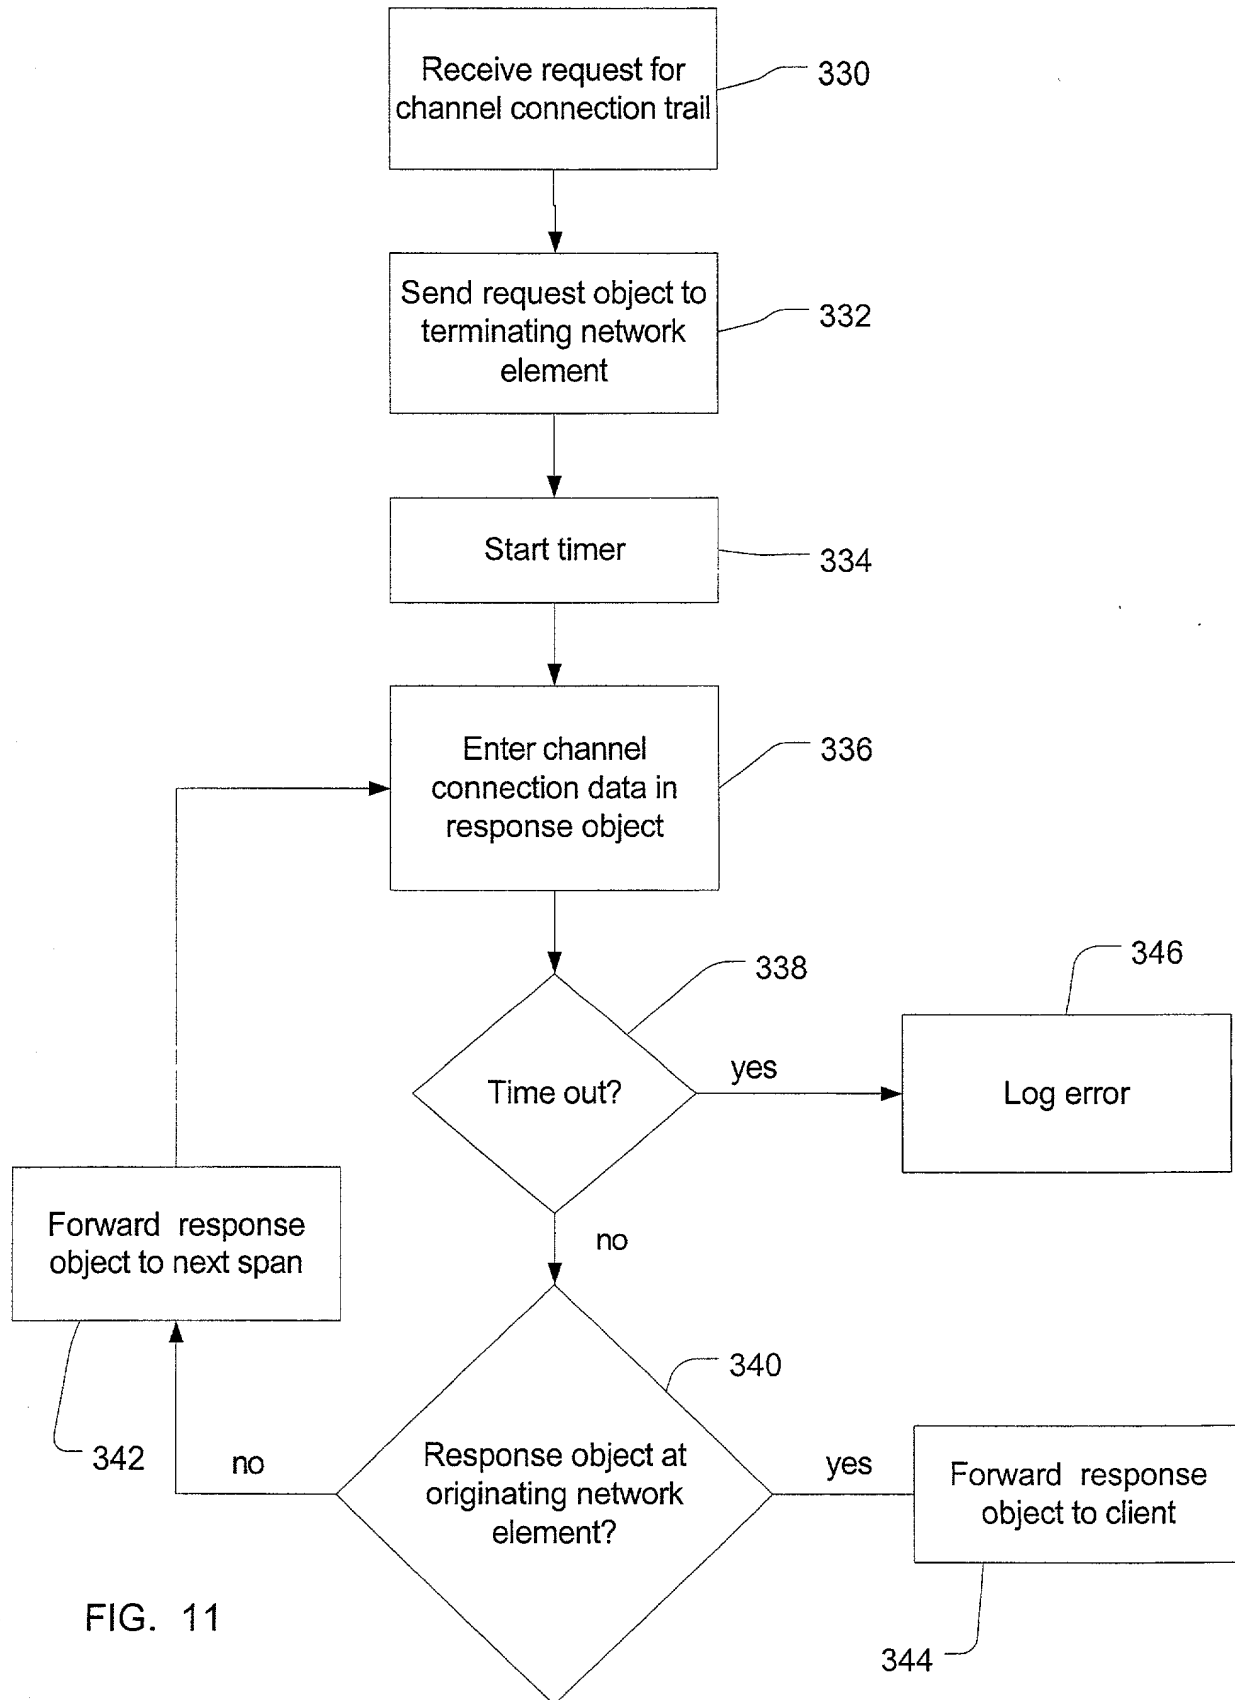 Receive request for
channel connection trail
330
Send request object to
terminating network
element
332
Start timer
334
Enter channel
connection data in
response object
336
338
346
Time out?
yes
Log error
Forward response
object to next span
no
340
342
no
Response object at
originating network
element?
yes
Forward response
object to client
FIG. 11
344